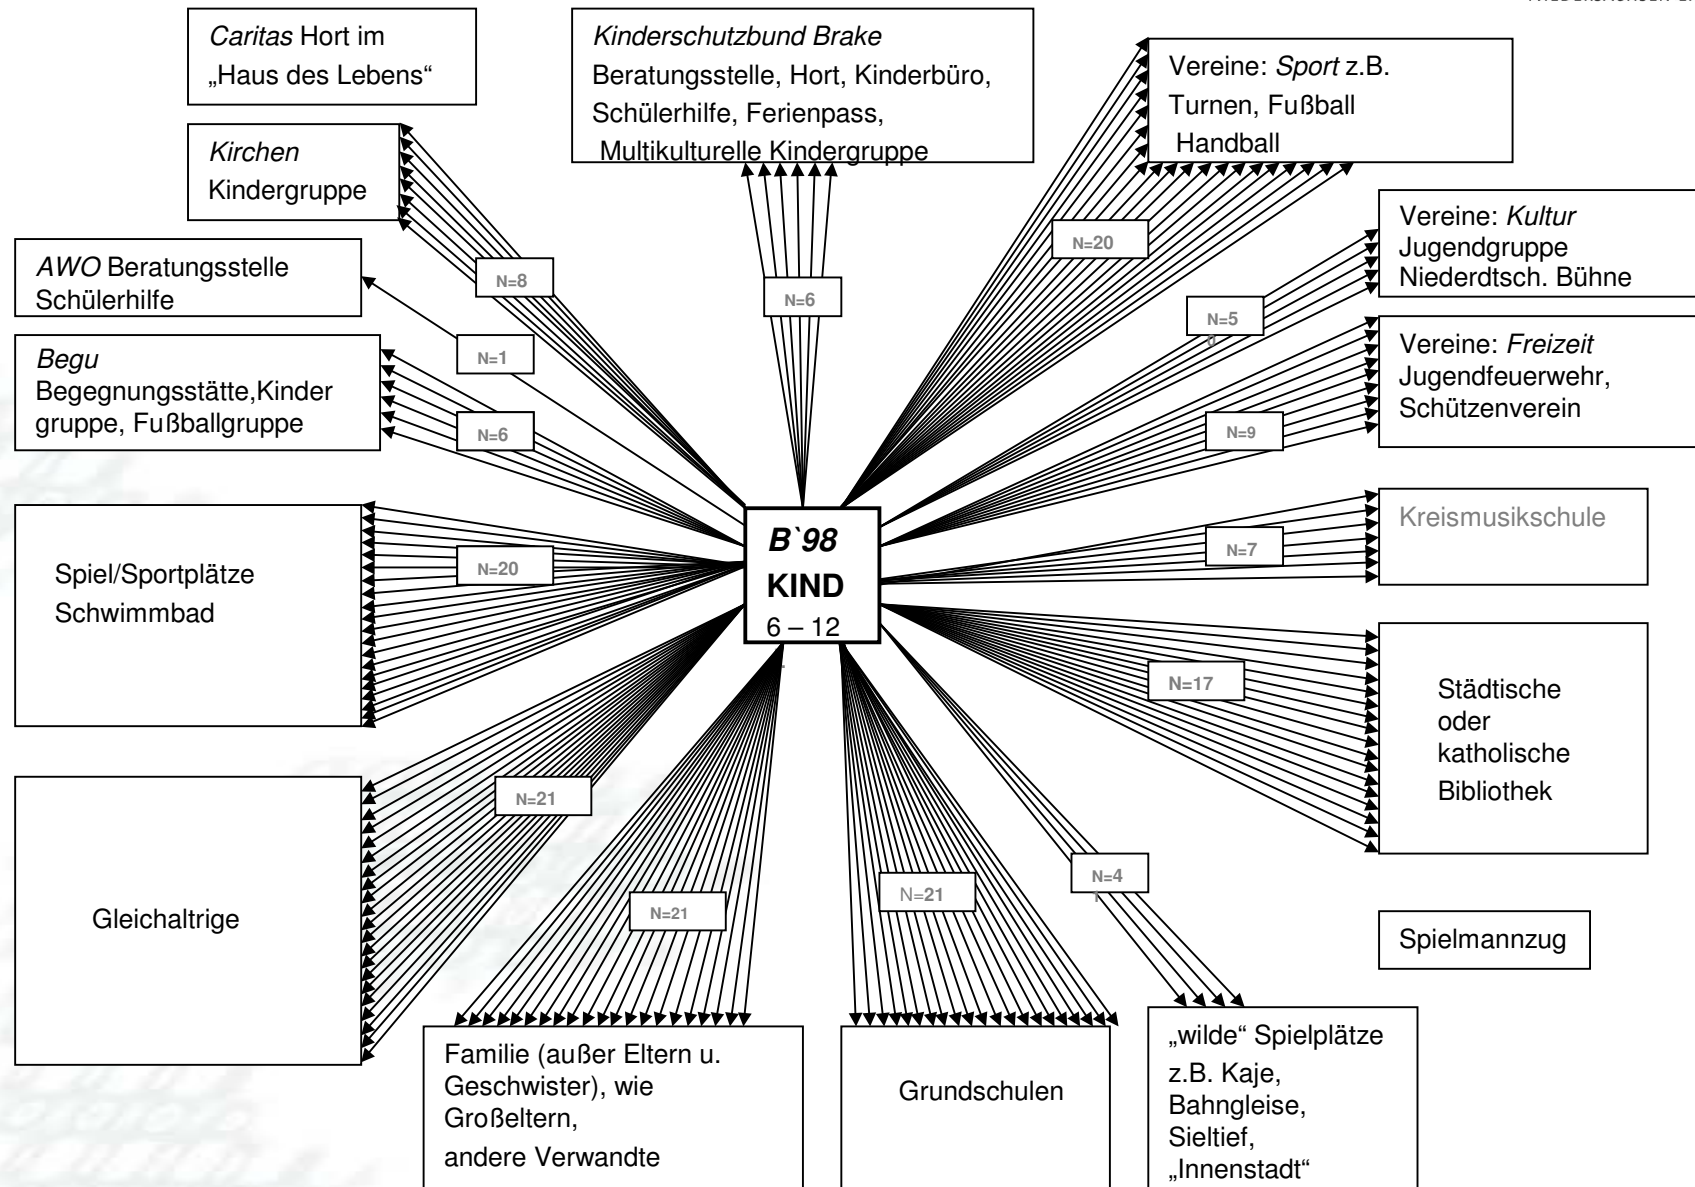 Caritas Hort im
„Haus des Lebens“
Kinderschutzbund Brake
Beratungsstelle, Hort, Kinderbüro,
Schülerhilfe, Ferienpass,
Multikulturelle Kindergruppe
Vereine: Sport z.B.
Turnen, Fußball
Handball
Kirchen
Kindergruppe
Vereine: Kultur
Jugendgruppe
Niederdtsch. Bühne
AWO Beratungsstelle
Schülerhilfe
Vereine: Freizeit
Jugendfeuerwehr,
Schützenverein
Begu
Begegnungsstätte,Kinder
gruppe, Fußballgruppe
N=20
N=8
N=6
N=5
N=1
N=6
N=9
Kreismusikschule
N=7
N=20
Spiel/Sportplätze
Schwimmbad
B`98
KIND
6 – 12
N=17
Städtische
oder
katholische
Bibliothek
N=21
Gleichaltrige
N=21
N=21
N=4
Spielmannzug
Familie (außer Eltern u.
Geschwister), wie
Großeltern,
andere Verwandte
Grundschulen
„wilde“ Spielplätze
z.B. Kaje,
Bahngleise,
Sieltief,
„Innenstadt“